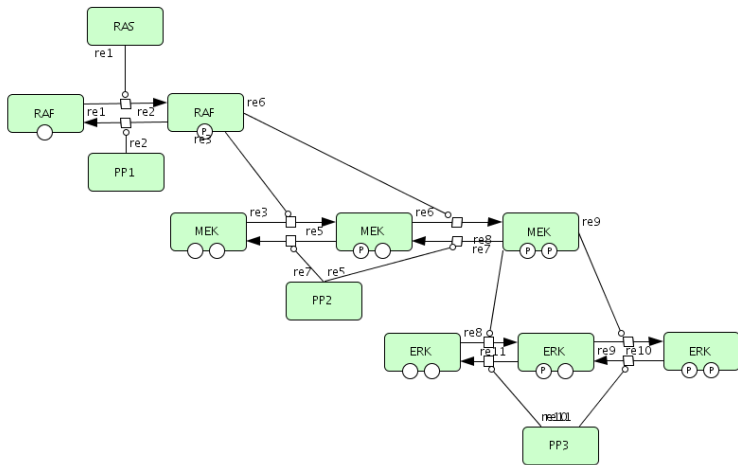 RAS
re1
RAF
re1
re2
RAF
P
re3
re6
re2
PP1
MEK
re3
re5
MEK
P
re6
re8
re7
MEK
P P
re9
re7
re5
PP2
ERK
re8
re11
ERK
P
re9
re10
ERK
P P
PP3